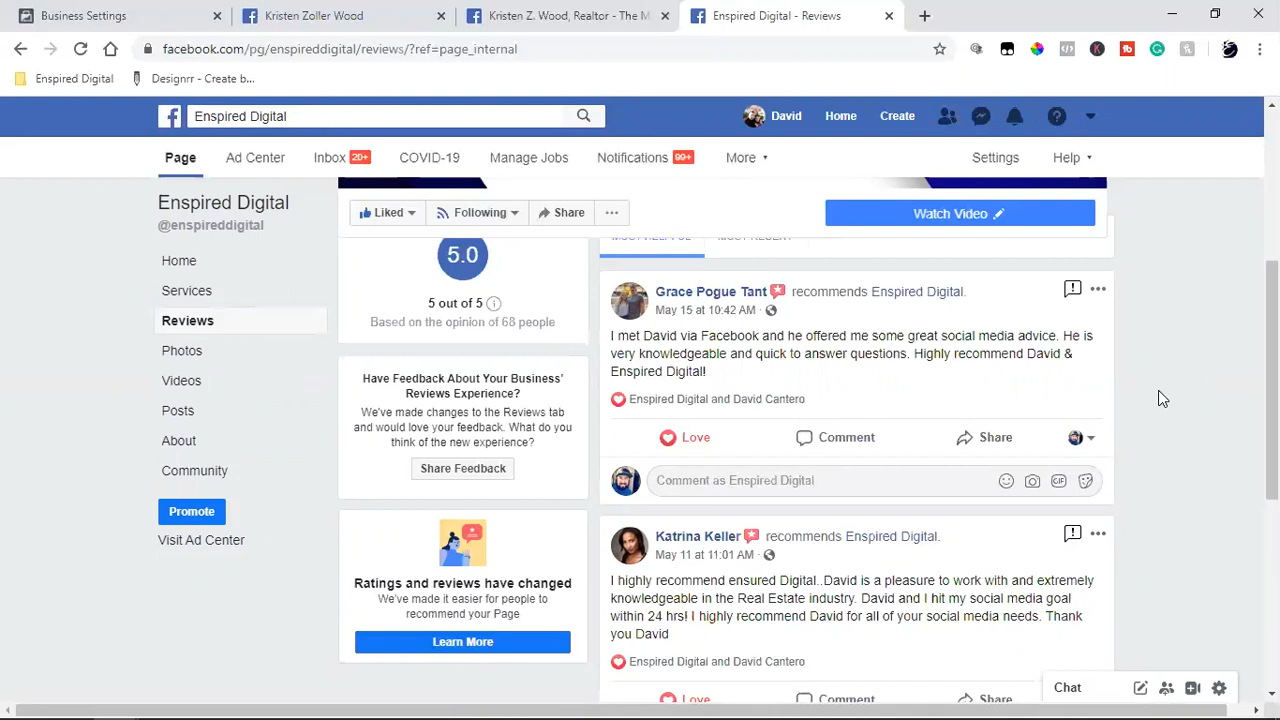 Business Settings
Kristen Zoller Wood
Kristen Z. Wood, Realtor - The M
Enspired Digital - Reviews
facebook.com/pg/enspireddigital/reviews/?ref=page_internal
Enspired Digital
Designrr - Create b...
Enspired Digital
David
Home
Create
Page
Ad Center
Inbox 20+
COVID-19
Manage Jobs
Notifications 99+
More
Settings
Help
Enspired Digital
@enspireddigital
Home
Services
Reviews
Photos
Videos
Posts
About
Community
Promote
Visit Ad Center
Liked
Following
Share
Watch Video
5.0
5 out of 5
Based on the opinion of 68 people
Have Feedback About Your Business'
Reviews Experience?
We've made changes to the Reviews tab
and would love your feedback. What do you
think of the new experience?
Share Feedback
Ratings and reviews have changed
We've made it easier for people to
recommend your Page.
Learn More
MOST HELPFUL
MOST RECENT
Grace Pogue Tant recommends Enspired Digital.
May 15 at 10:42 AM ·
I met David via Facebook and he offered me some great social media advice. He is
very knowledgeable and quick to answer questions. Highly recommend David &
Enspired Digital!
Enspired Digital and David Cantero
Love
Comment
Share
Comment as Enspired Digital
GIF
Katrina Keller recommends Enspired Digital.
May 11 at 11:01 AM ·
I highly recommend ensured Digital..David is a pleasure to work with and extremely
knowledgeable in the Real Estate industry. David and I hit my social media goal
within 24 hrs! I highly recommend David for all of your social media needs. Thank
you David
Enspired Digital and David Cantero
Love
Comment
Share
Chat